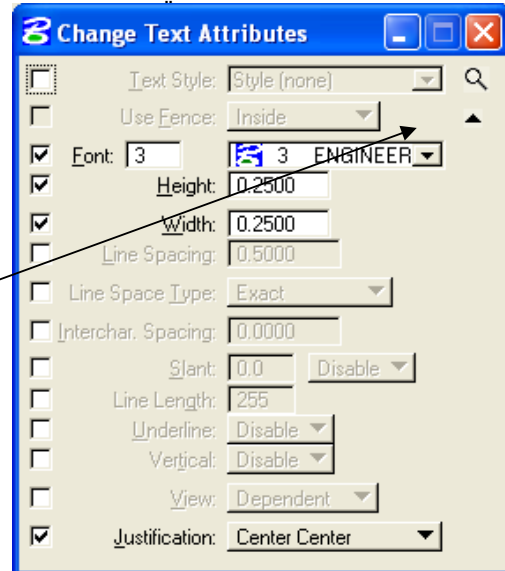 Change Text Attributes
Text Style: Style (none)
Use Fence: Inside
Font: 3 3 ENGINEER
Height: 0.2500
Width: 0.2500
Line Spacing: 0.5000
Line Space Type: Exact
Interchar. Spacing: 0.0000
Slant: 0.0 Disable
Line Length: 255
Underline: Disable
Vertical: Disable
View: Dependent
Justification: Center Center